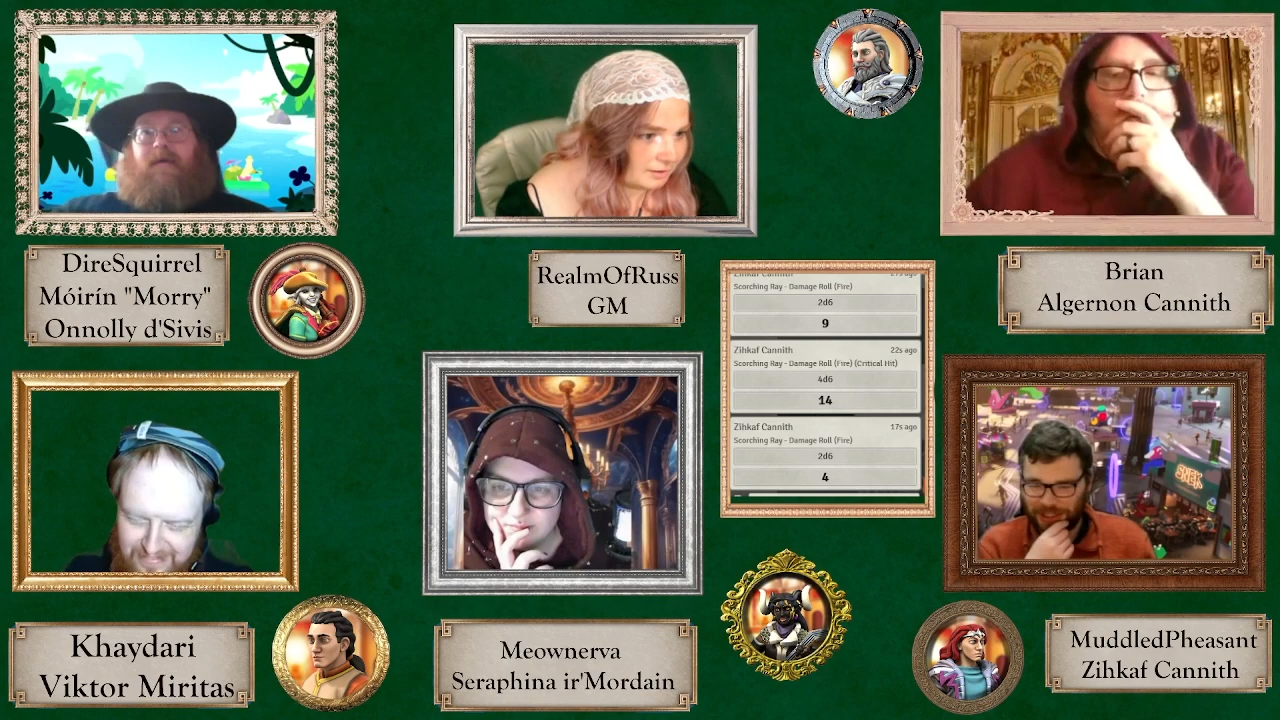 DireSquirrel
Móirín "Morry"
Onnolly d'Sivis
RealmOfRuss
GM
Brian
Algernon Cannith
Zihkaf Cannith
Scorching Ray - Damage Roll (Fire)
2d6
9
Zihkaf Cannith 22s ago
Scorching Ray - Damage Roll (Fire) (Critical Hit)
4d6
14
Zihkaf Cannith 17s ago
Scorching Ray - Damage Roll (Fire)
2d6
4
Khaydari
Viktor Miritas
Meownerva
Seraphina ir'Mordain
MuddledPheasant
Zihkaf Cannith